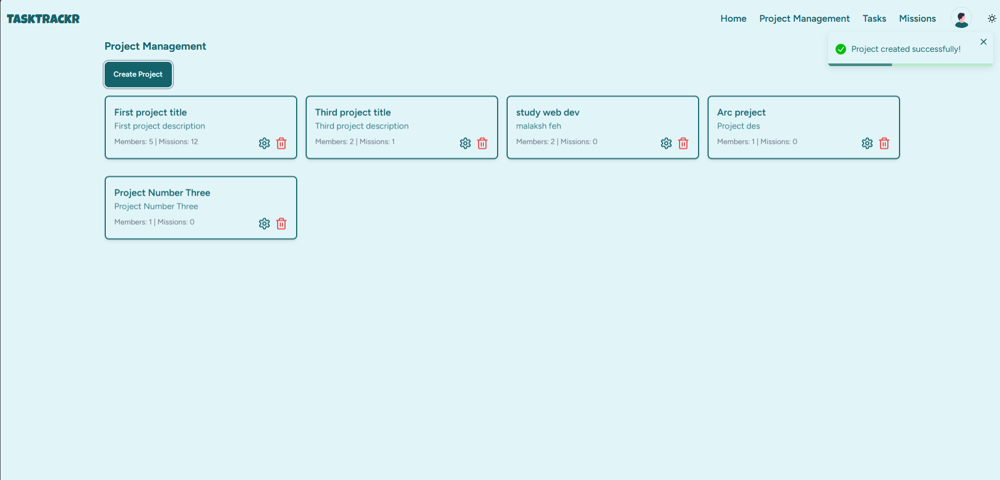 TASKTRACKR
Home Project Management Tasks Missions
Project created successfully!
Project Management
Create Project
First project title
First project description
Members: 5 | Missions: 12
Third project title
Third project description
Members: 2 | Missions: 1
study web dev
malaksh feh
Members: 2 | Missions: 0
Arc preject
Project des
Members: 1 | Missions: 0
Project Number Three
Project Number Three
Members: 1 | Missions: 0